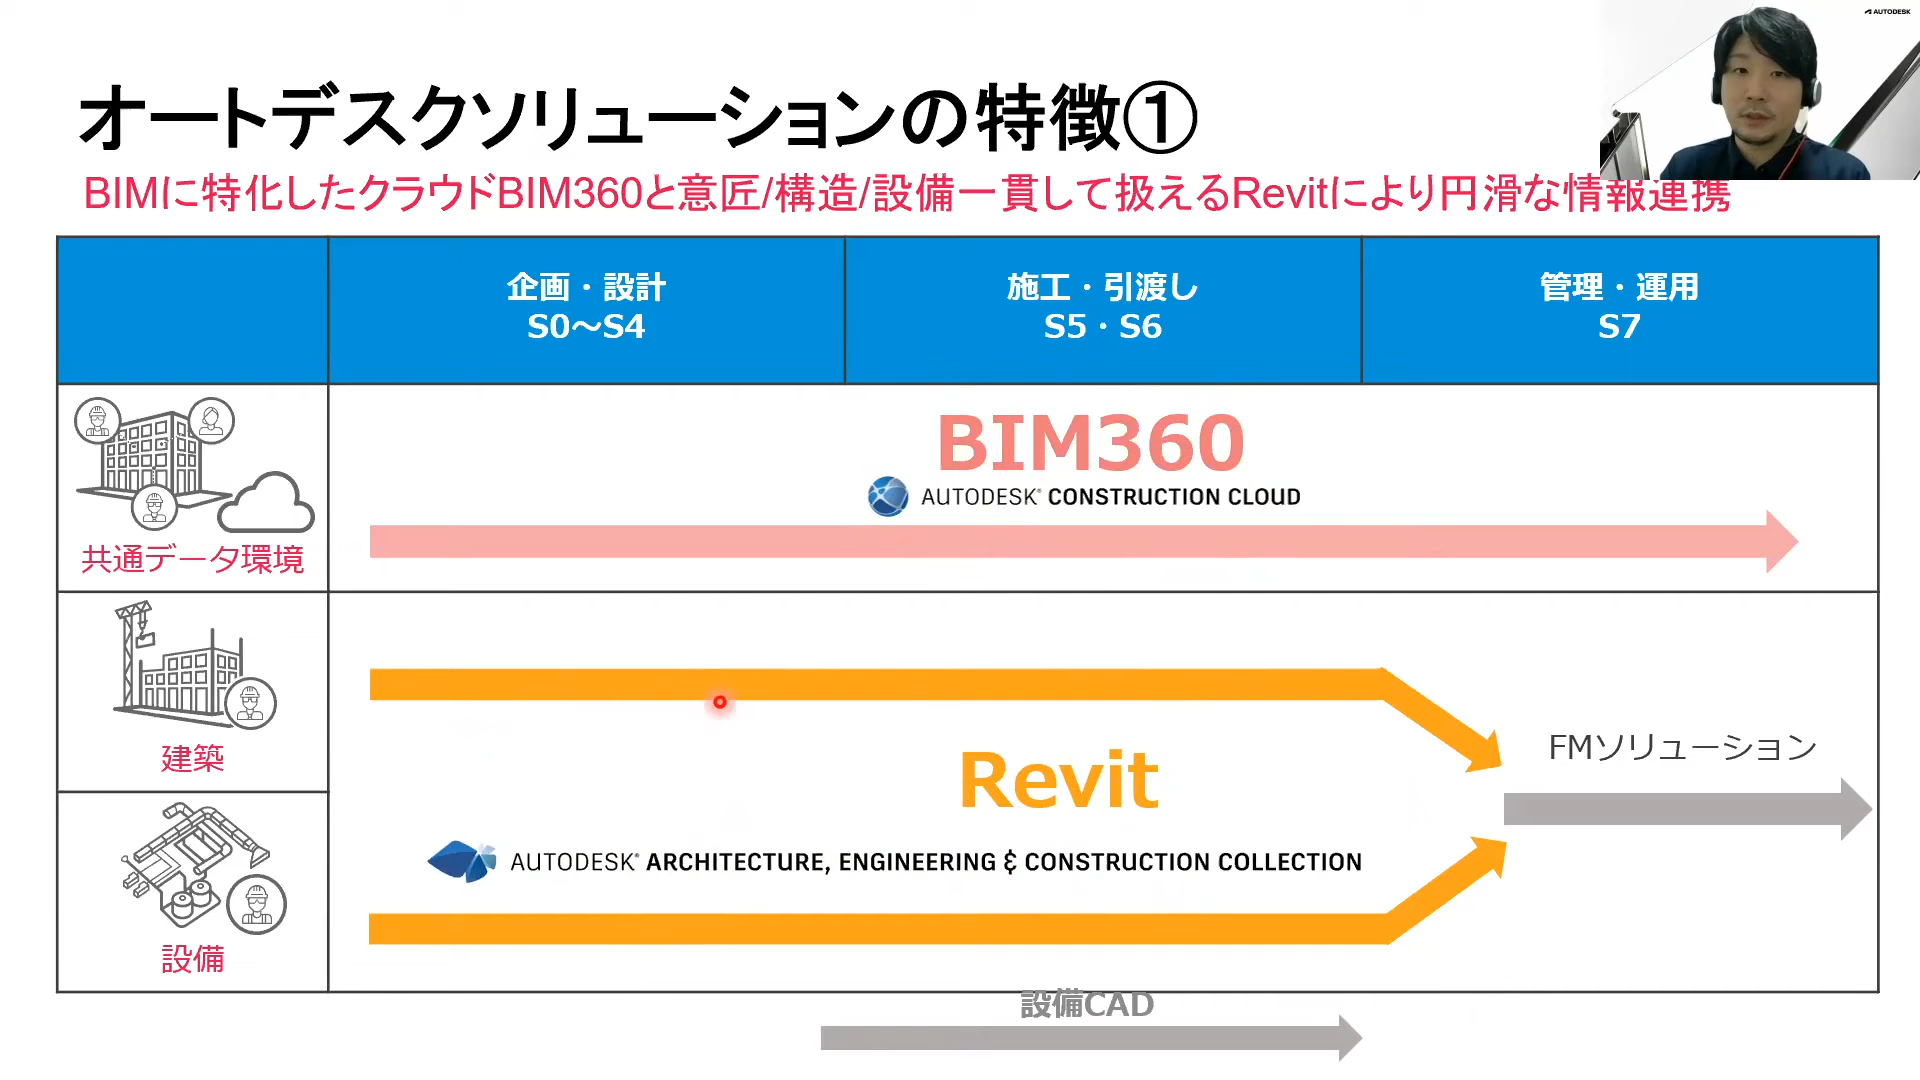 AUTODESK
オートデスクソリューションの特徴①
BIMに特化したクラウドBIM360と意匠/構造/設備一貫して扱えるRevitにより円滑な情報連携
企画・設計
S0～S4
施工・引渡し
S5・S6
管理・運用
S7
共通データ環境
BIM360
AUTODESK® CONSTRUCTION CLOUD
建築
Revit
FMソリューション
AUTODESK® ARCHITECTURE, ENGINEERING & CONSTRUCTION COLLECTION
設備
設備CAD